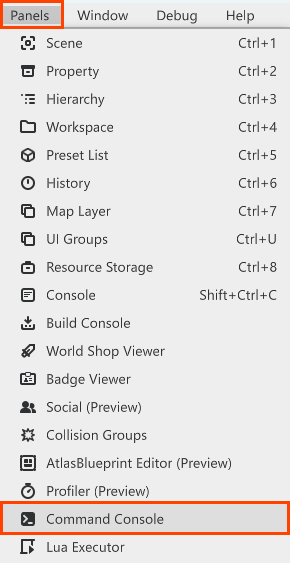 Panels Window Debug Help
Scene Ctrl+1
Property Ctrl+2
Hierarchy Ctrl+3
Workspace Ctrl+4
Preset List Ctrl+5
History Ctrl+6
Map Layer Ctrl+7
UI Groups Ctrl+U
Resource Storage Ctrl+8
Console Shift+Ctrl+C
Build Console
World Shop Viewer
Badge Viewer
Social (Preview)
Collision Groups
AtlasBlueprint Editor (Preview)
Profiler (Preview)
Command Console
Lua Executor